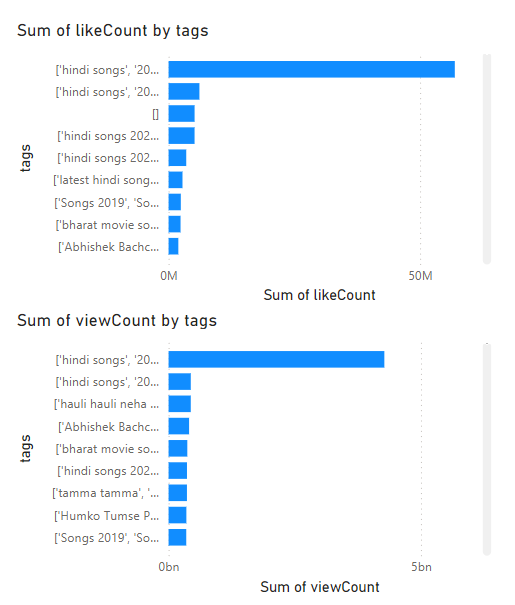 Sum of likeCount by tags
['hindi songs', '20...
['hindi songs', '20...
[]
['hindi songs 202...
['hindi songs 202...
['latest hindi song...
['Songs 2019', 'So...
['bharat movie so...
['Abhishek Bachc...
tags
0M
50M
Sum of likeCount
Sum of viewCount by tags
['hindi songs', '20...
['hindi songs', '20...
['hauli hauli neha ...
['Abhishek Bachc...
['bharat movie so...
['hindi songs 202...
['tamma tamma', '...
['Humko Tumse P...
['Songs 2019', 'So...
tags
0bn
5bn
Sum of viewCount